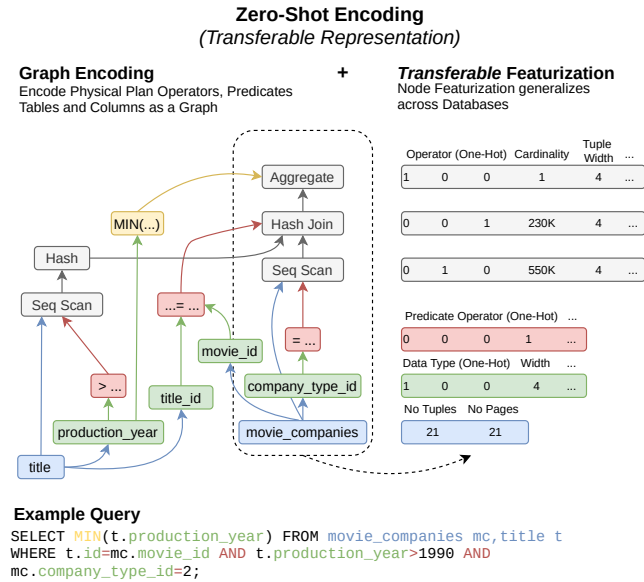 Zero-Shot Encoding
(Transferable Representation)
Graph Encoding
+
Transferable Featurization
Encode Physical Plan Operators, Predicates
Tables and Columns as a Graph
Node Featurization generalizes
across Databases
Operator (One-Hot) Cardinality Tuple Width ...
1 0 0 1 4 ...
0 0 1 230K 4 ...
0 1 0 550K 4 ...
Predicate Operator (One-Hot) ...
0 0 0 1 ...
Data Type (One-Hot) Width ...
1 0 0 4 ...
No Tuples No Pages
21 21
Aggregate
MIN(...)
Hash Join
Hash
Seq Scan
Seq Scan
...= ...
movie_id
= ...
> ...
title_id
company_type_id
production_year
movie_companies
title
Example Query
SELECT MIN(t.production_year) FROM movie_companies mc,title t
WHERE t.id=mc.movie_id AND t.production_year>1990 AND
mc.company_type_id=2;